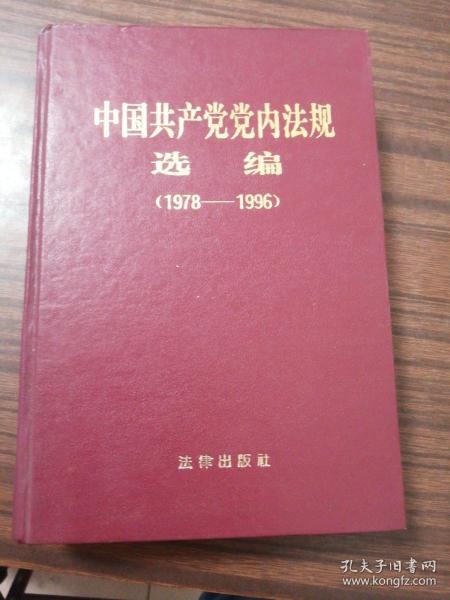 中国共产党党内法规
选编
（1978——1996）
法律出版社
孔夫子旧书网
www.kongfz.com